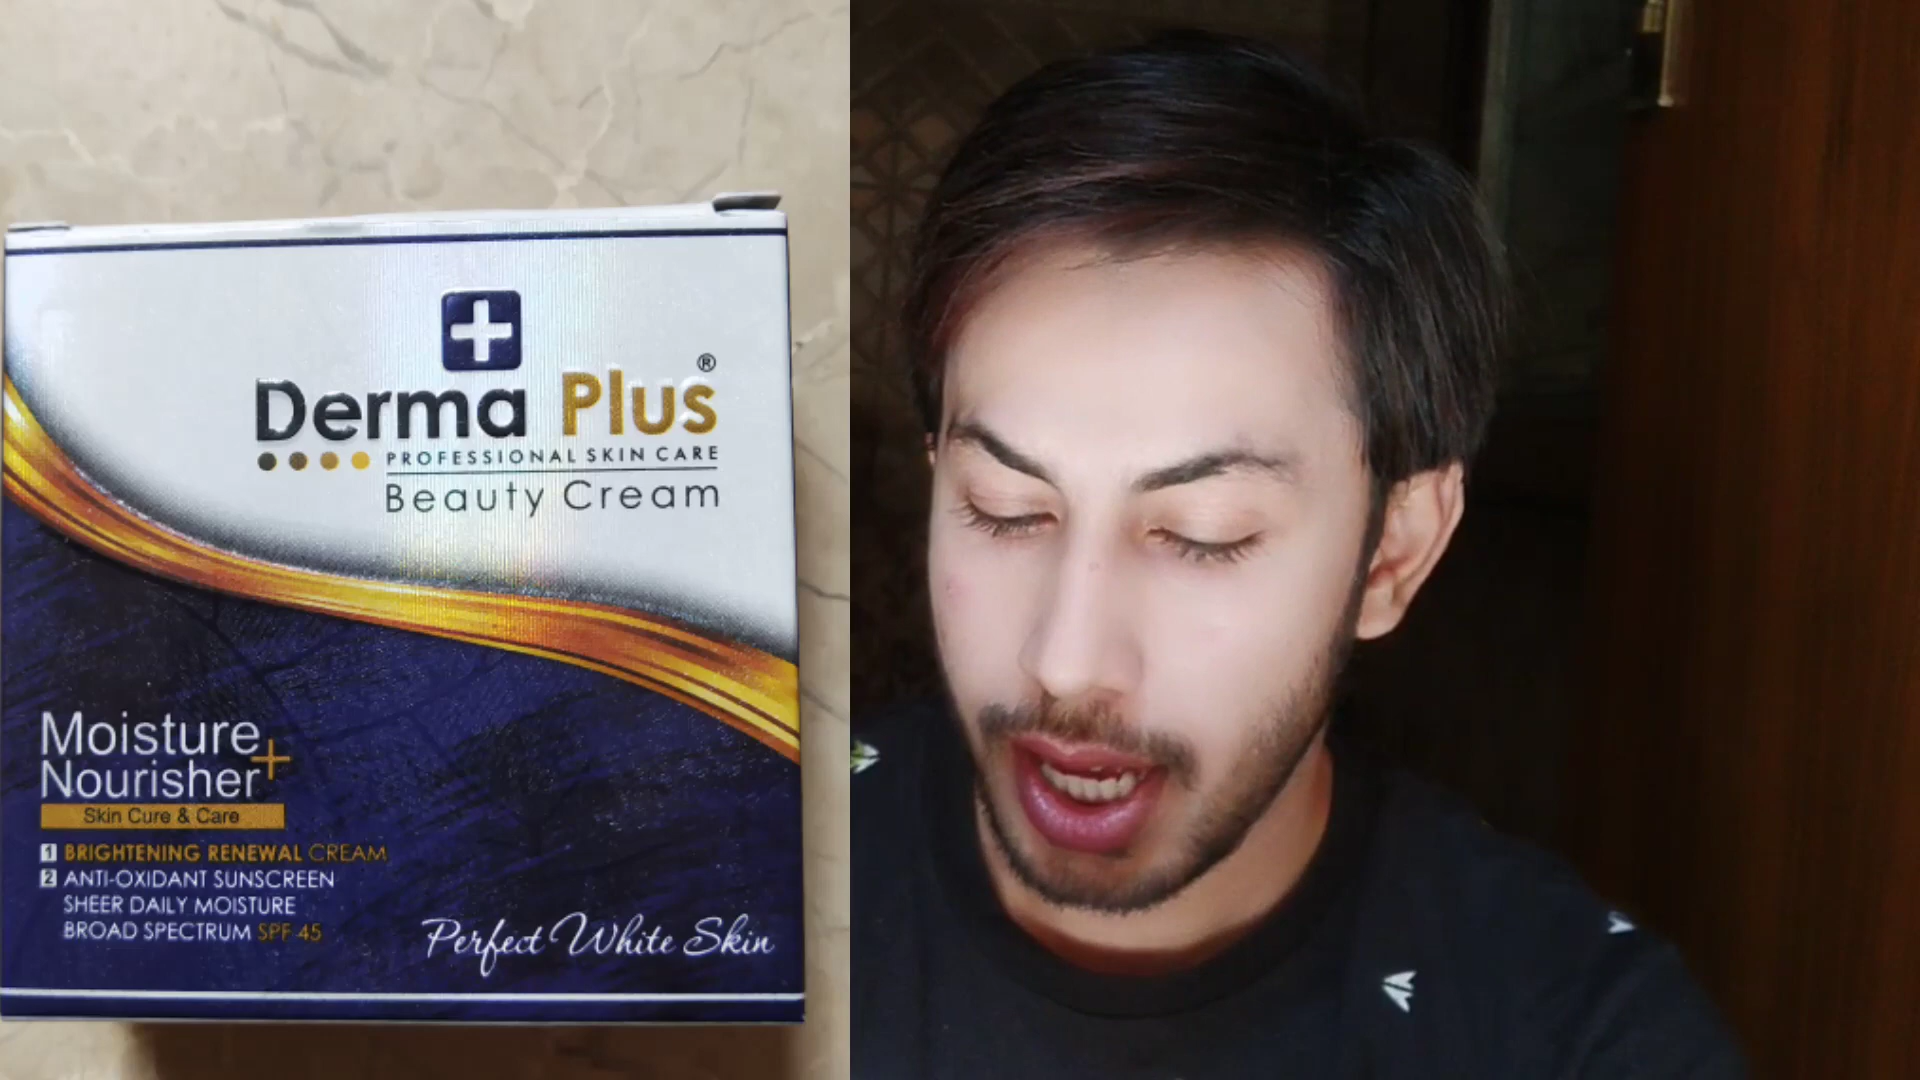 Derma Plus®
PROFESSIONAL SKIN CARE
Beauty Cream
Moisture +
Nourisher
Skin Cure & Care
1 BRIGHTENING RENEWAL CREAM
2 ANTI-OXIDANT SUNSCREEN
SHEER DAILY MOISTURE
BROAD SPECTRUM SPF 45
Perfect White Skin